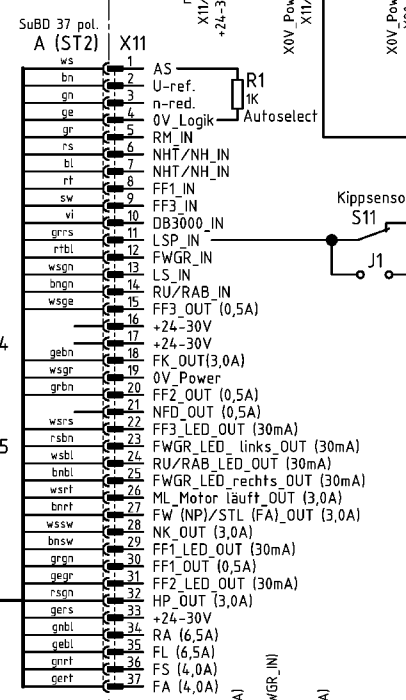 X11/
+24-3
X0V_Pow
X11/
X0V_Pow
SuBD 37 pol.
A (ST2) X11
ws 1 AS
bn 2 U-ref.
gn 3 n-red.
ge 4 0V_Logik
gr 5 RM_IN
rs 6 NHT/NH_IN
bl 7 NHT/NH_IN
rt 8 FF1_IN
sw 9 FF3_IN
vi 10 DB3000_IN
grrs 11 LSP_IN
rtbl 12 FWGR_IN
wsgn 13 LS_IN
bngn 14 RU/RAB_IN
wsge 15 FF3_OUT (0,5A)
16 +24-30V
17 +24-30V
gebn 18 FK_OUT(3,0A)
wsgr 19 0V_Power
grbn 20 FF2_OUT (0,5A)
21 NFD_OUT (0,5A)
wsrs 22 FF3_LED_OUT (30mA)
rsbn 23 FWGR_LED_ links_OUT (30mA)
wsbl 24 RU/RAB_LED_OUT (30mA)
bnbl 25 FWGR_LED_rechts_OUT (30mA)
wsrt 26 ML_Motor läuft_OUT (3,0A)
bnrt 27 FW (NP)/STL (FA)_OUT (3,0A)
wssw 28 NK_OUT (3,0A)
bnsw 29 FF1_LED_OUT (30mA)
grgn 30 FF1_OUT (0,5A)
gegr 31 FF2_LED_OUT (30mA)
rsgn 32 HP_OUT (3,0A)
gers 33 +24-30V
gnbl 34 RA (6,5A)
gebl 35 FL (6,5A)
gnrt 36 FS (4,0A)
gert 37 FA (4,0A)
R1
1K
Autoselect
Kippsenso
S11
J1
4
5
A)
WGR_IN)
A)